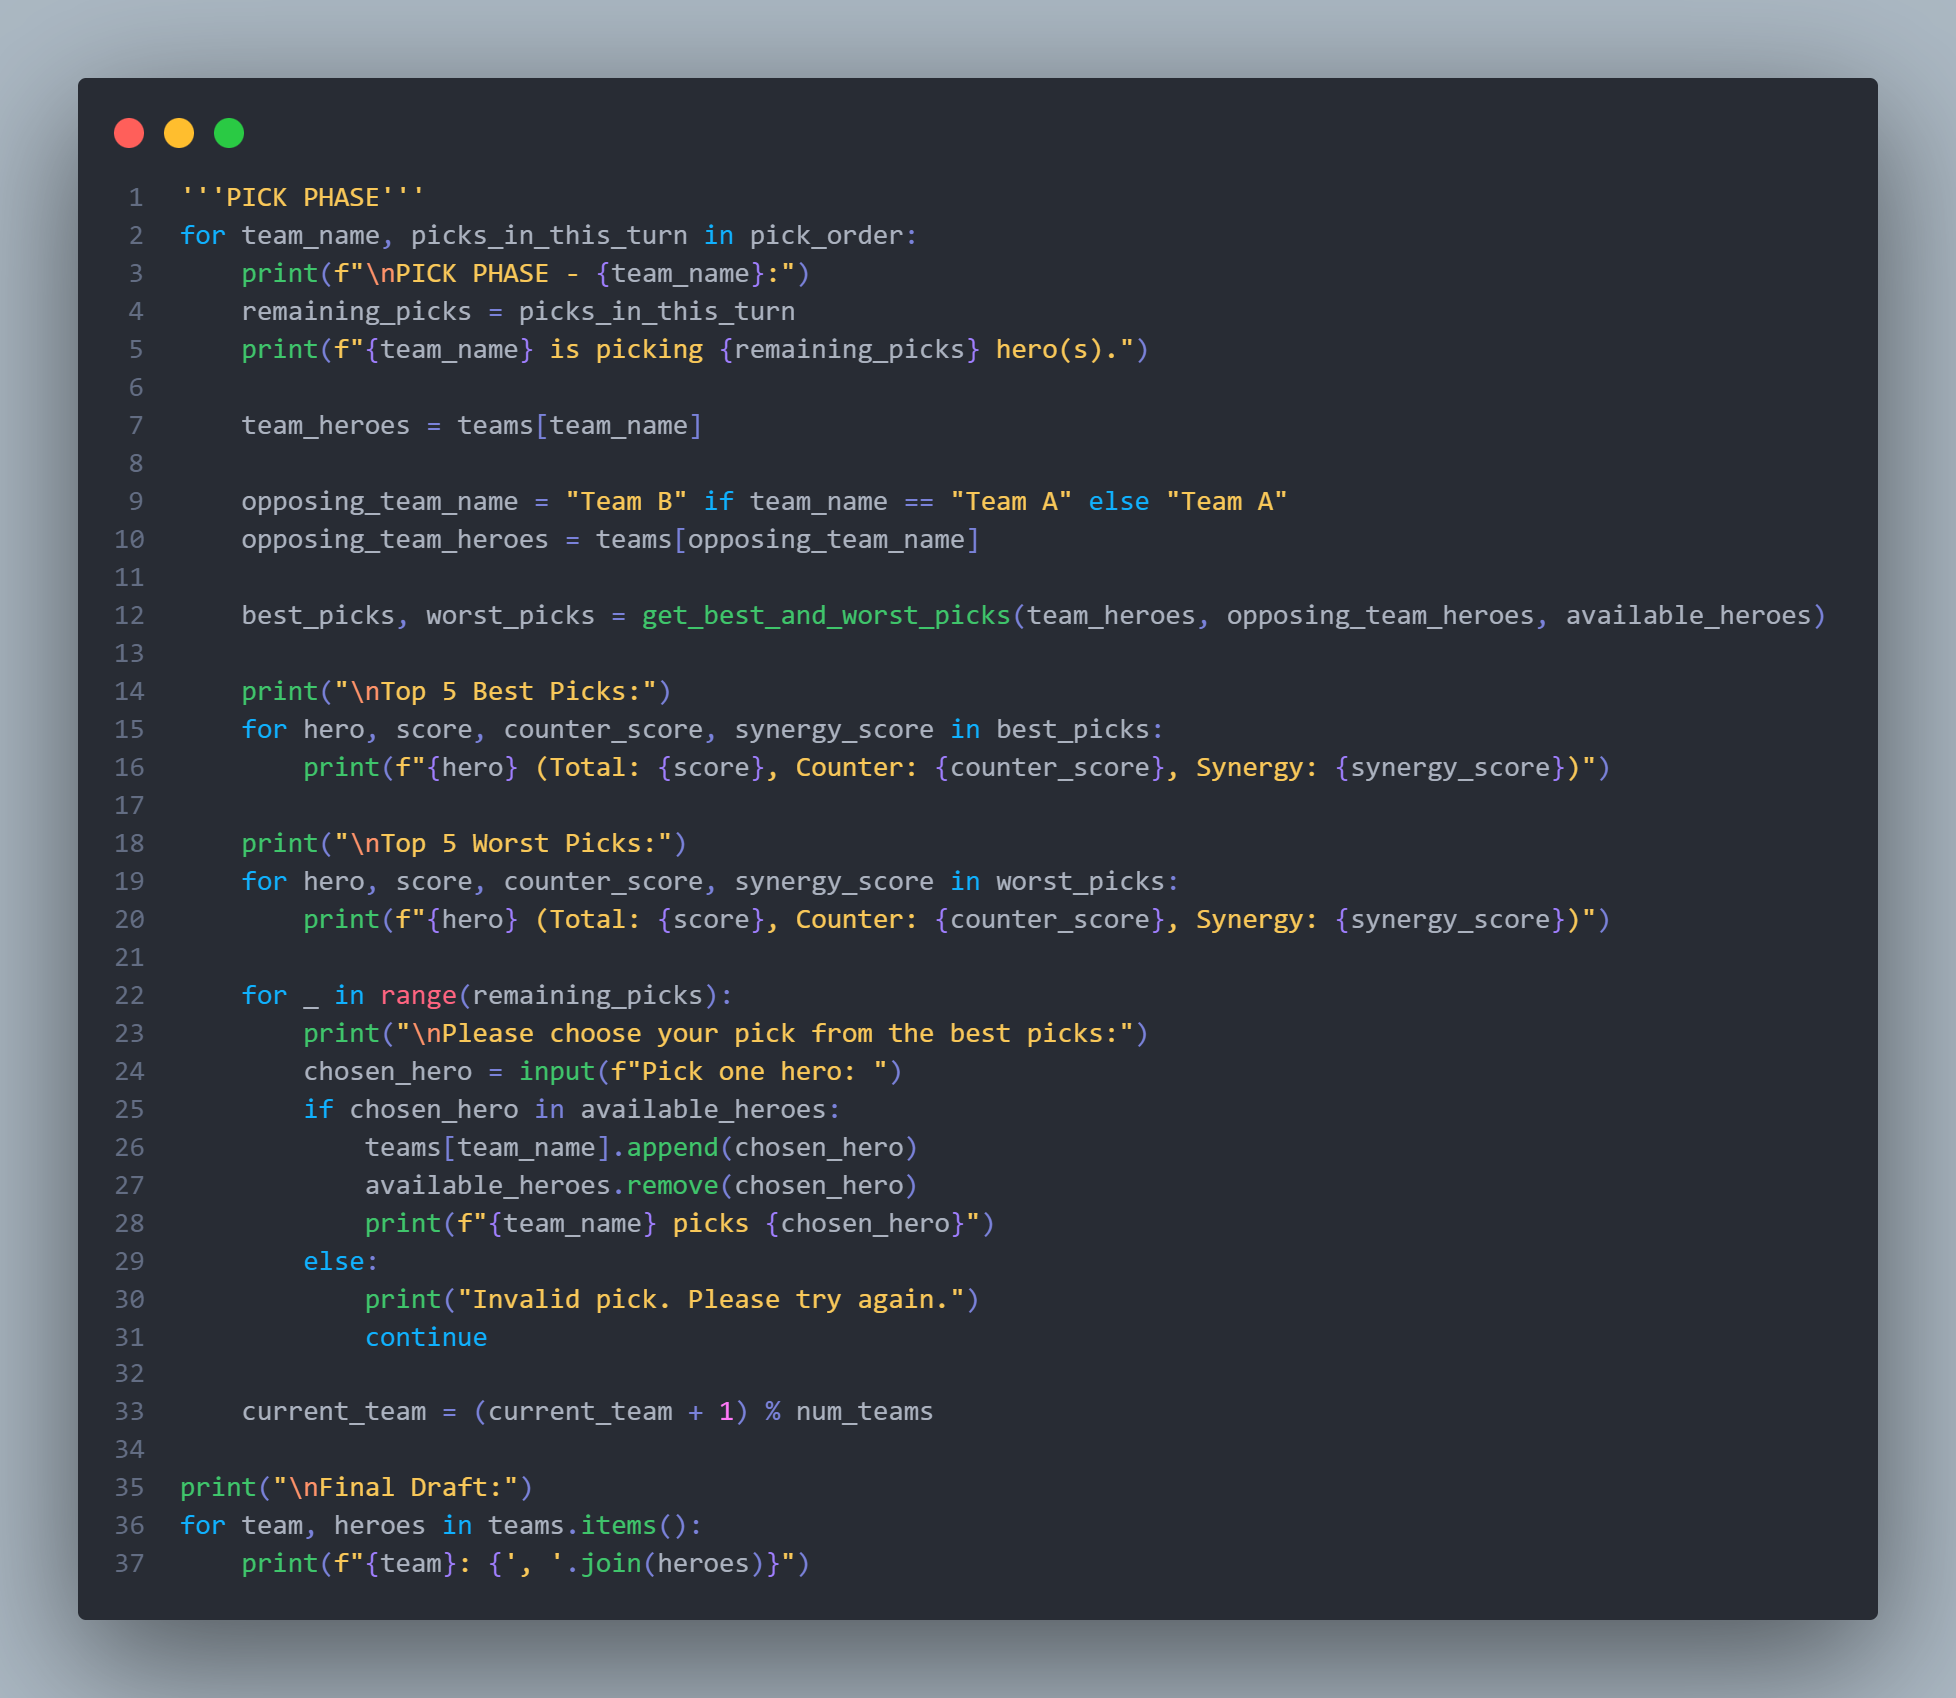 1 '''PICK PHASE'''
2 for team_name, picks_in_this_turn in pick_order:
3     print(f"\nPICK PHASE - {team_name}:")
4     remaining_picks = picks_in_this_turn
5     print(f"{team_name} is picking {remaining_picks} hero(s).")
6
7     team_heroes = teams[team_name]
8
9     opposing_team_name = "Team B" if team_name == "Team A" else "Team A"
10     opposing_team_heroes = teams[opposing_team_name]
11
12     best_picks, worst_picks = get_best_and_worst_picks(team_heroes, opposing_team_heroes, available_heroes)
13
14     print("\nTop 5 Best Picks:")
15     for hero, score, counter_score, synergy_score in best_picks:
16         print(f"{hero} (Total: {score}, Counter: {counter_score}, Synergy: {synergy_score})")
17
18     print("\nTop 5 Worst Picks:")
19     for hero, score, counter_score, synergy_score in worst_picks:
20         print(f"{hero} (Total: {score}, Counter: {counter_score}, Synergy: {synergy_score})")
21
22     for _ in range(remaining_picks):
23         print("\nPlease choose your pick from the best picks:")
24         chosen_hero = input(f"Pick one hero: ")
25         if chosen_hero in available_heroes:
26             teams[team_name].append(chosen_hero)
27             available_heroes.remove(chosen_hero)
28             print(f"{team_name} picks {chosen_hero}")
29         else:
30             print("Invalid pick. Please try again.")
31             continue
32
33     current_team = (current_team + 1) % num_teams
34
35 print("\nFinal Draft:")
36 for team, heroes in teams.items():
37     print(f"{team}: {', '.join(heroes)}")